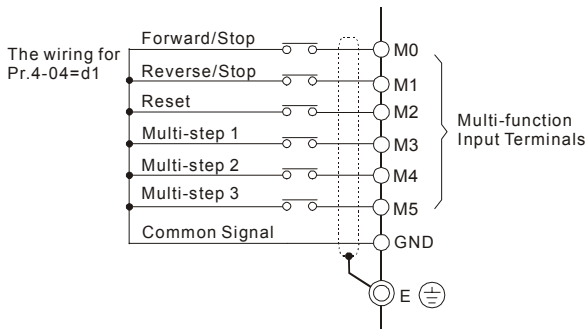 The wiring for
Pr.4-04=d1
Forward/Stop
M0
Reverse/Stop
M1
Reset
M2
Multi-step 1
M3
Multi-step 2
M4
Multi-step 3
M5
Common Signal
GND
Multi-function
Input Terminals
E